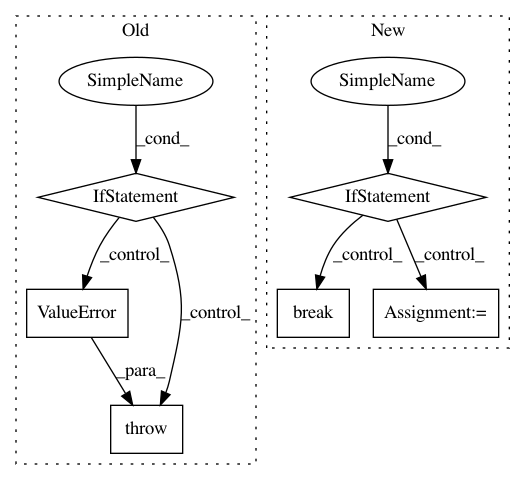 Old
New
SimpleName
SimpleName
_cond_
_cond_
IfStatement
IfStatement
_control_
_control_
_control_
_control_
ValueError
break
Assignment:=
_para_
throw